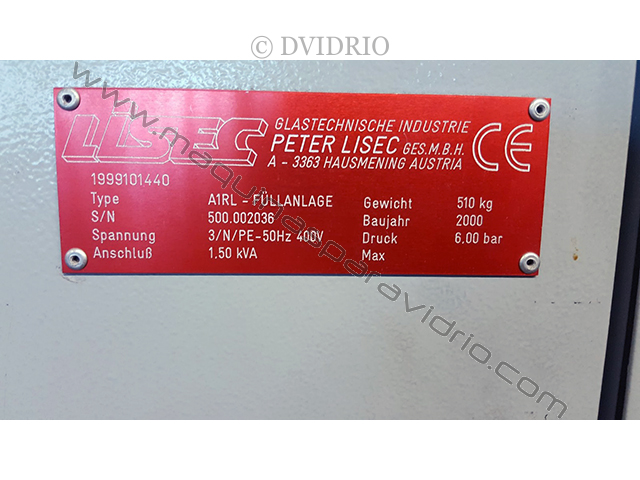 © DVIDRIO
LISEC
GLASTECHNISCHE INDUSTRIE
PETER LISEC GES.M.B.H.
A - 3363 HAUSMENING AUSTRIA
CE
1999101440
Type A1RL - FÜLLANLAGE Gewicht 510 kg
S/N 500.002036 Baujahr 2000
Spannung 3/N/PE-50Hz 400V Druck 6.00 bar
Anschluß 1,50 kVA Max
www.maquinasparavidrio.com